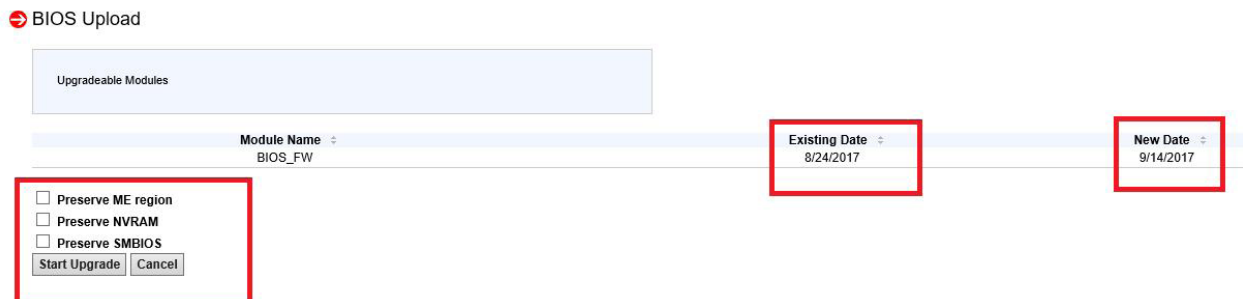 BIOS Upload
Upgradeable Modules
Module Name Existing Date New Date
BIOS_FW 8/24/2017 9/14/2017
Preserve ME region
Preserve NVRAM
Preserve SMBIOS
Start Upgrade Cancel